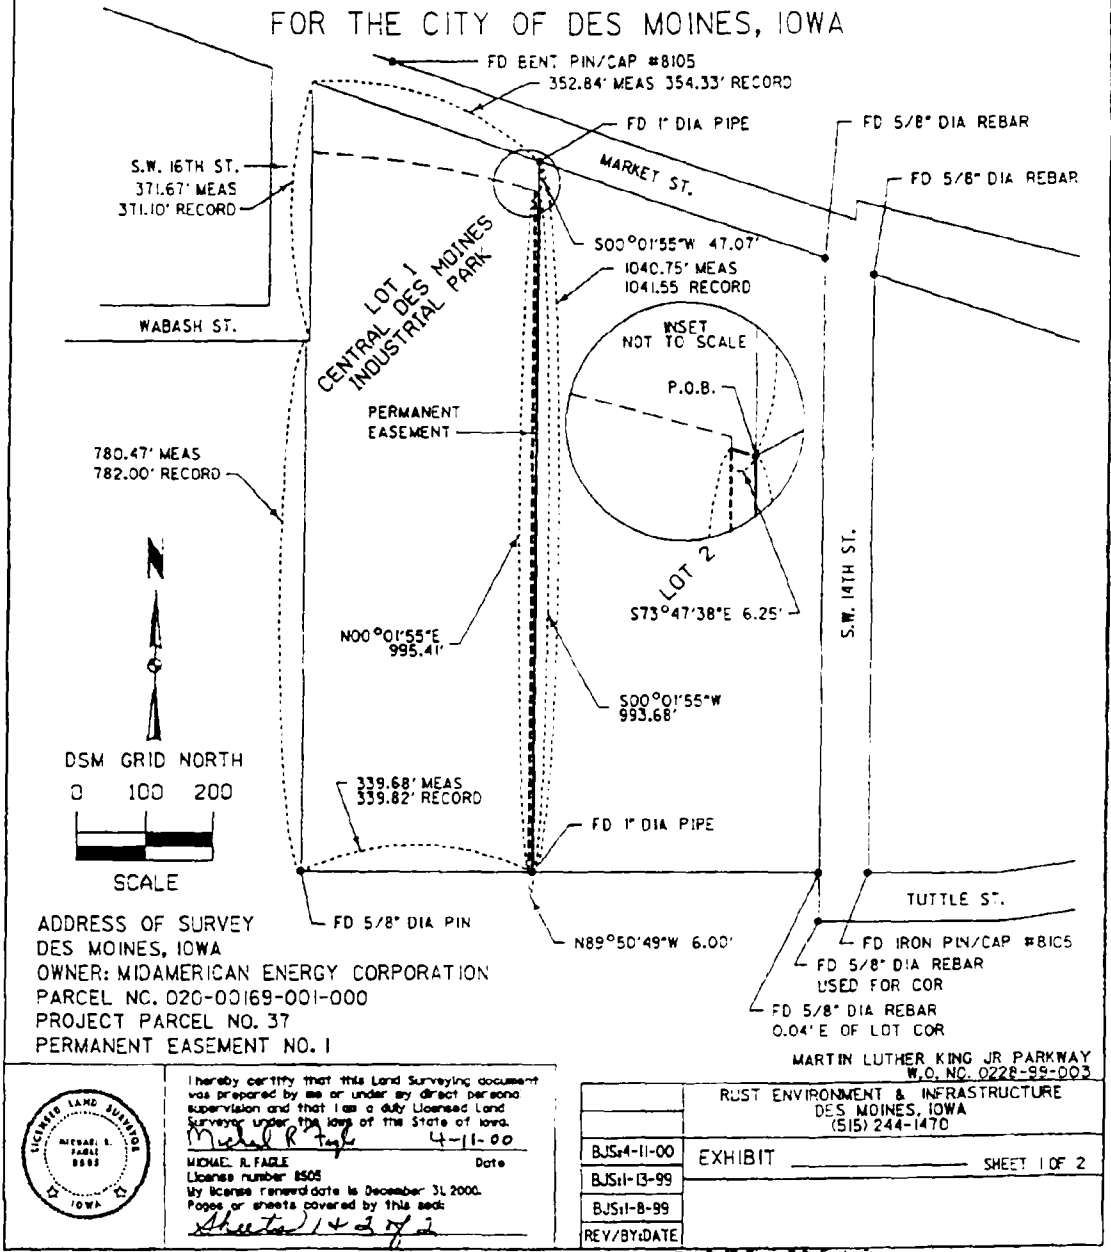 FOR THE CITY OF DES MOINES, IOWA
FD BENT PIN/CAP #8105
352.84' MEAS 354.33' RECORD
FD 1" DIA PIPE
FD 5/8" DIA REBAR
S.W. 16TH ST.
371.67' MEAS
371.10' RECORD
MARKET ST.
FD 5/8" DIA REBAR
S00°01'55"W 47.07'
1040.75' MEAS
1041.55 RECORD
LOT 1
CENTRAL DES MOINES
INDUSTRIAL PARK
WABASH ST.
INSET
NOT TO SCALE
P.O.B.
PERMANENT
EASEMENT
780.47' MEAS
782.00' RECORD
LOT 2
S.W. 14TH ST.
S73°47'38"E 6.25'
N
N00°01'55"E
995.41'
S00°01'55"W
993.68'
DSM GRID NORTH
0 100 200
SCALE
339.68' MEAS
339.82' RECORD
FD 1" DIA PIPE
TUTTLE ST.
FD 5/8" DIA PIN
N89°50'49"W 6.00'
FD IRON PIN/CAP #8105
FD 5/8" DIA REBAR
USED FOR COR
FD 5/8" DIA REBAR
0.04' E OF LOT COR
ADDRESS OF SURVEY
DES MOINES, IOWA
OWNER: MIDAMERICAN ENERGY CORPORATION
PARCEL NO. 020-00169-001-000
PROJECT PARCEL NO. 37
PERMANENT EASEMENT NO. 1
MARTIN LUTHER KING JR PARKWAY
W.O. NO. 0228-99-003
LICENSED LAND SURVEYOR
MICHAEL R.
FAGLE
8505
IOWA
I hereby certify that this Land Surveying document
was prepared by me or under my direct personal
supervision and that I am a duly Licensed Land
Surveyor under the laws of the State of Iowa.
Michael R Fagle 4-11-00
MICHAEL R. FAGLE Date
License number 8505
My license renewal date is December 31, 2000.
Pages or sheets covered by this seal:
Sheets 1 & 2 of 2
RUST ENVIRONMENT & INFRASTRUCTURE
DES MOINES, IOWA
(515) 244-1470
BJS:4-11-00
BJS:1-13-99
BJS:1-8-99
REV/BY:DATE
EXHIBIT SHEET 1 OF 2